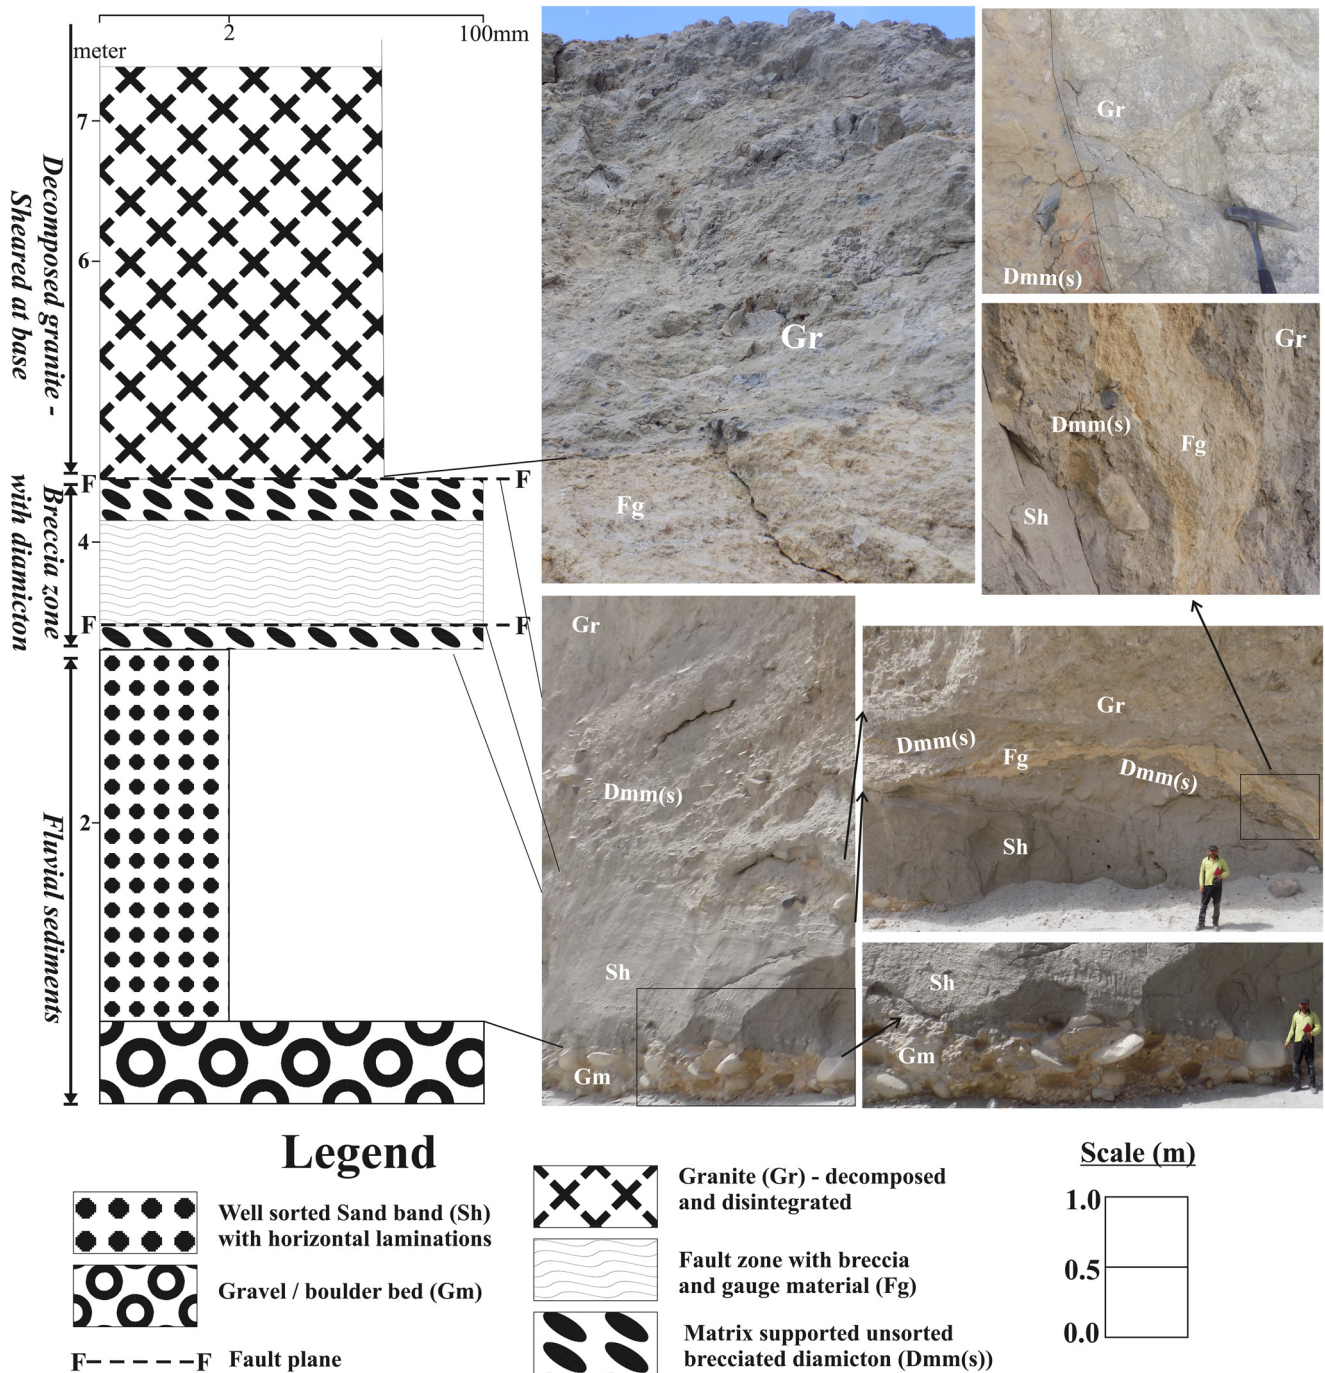 2
100mm
meter
7
6
4
2
Decomposed granite -
Sheared at base
Breccia zone
with diamicton
Fluvial sediments
F
F
F
F
Gr
Fg
Gr
Dmm(s)
Gr
Dmm(s)
Fg
Sh
Gr
Dmm(s)
Sh
Gm
Gr
Dmm(s)
Fg
Dmm(s)
Sh
Sh
Gm
Legend
Well sorted Sand band (Sh)
with horizontal laminations
Gravel / boulder bed (Gm)
F F Fault plane
Granite (Gr) - decomposed
and disintegrated
Fault zone with breccia
and gauge material (Fg)
Matrix supported unsorted
brecciated diamicton (Dmm(s))
Scale (m)
1.0
0.5
0.0